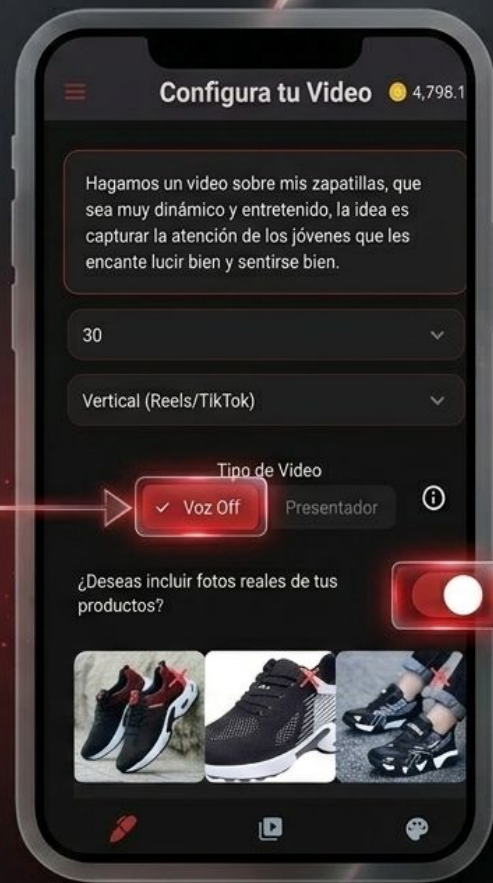 Configura tu Video
4,798.1
Hagamos un video sobre mis zapatillas, que
sea muy dinámico y entretenido, la idea es
capturar la atención de los jóvenes que les
encante lucir bien y sentirse bien.
30
Vertical (Reels/TikTok)
Tipo de Video
Voz Off
Presentador
¿Deseas incluir fotos reales de tus
productos?